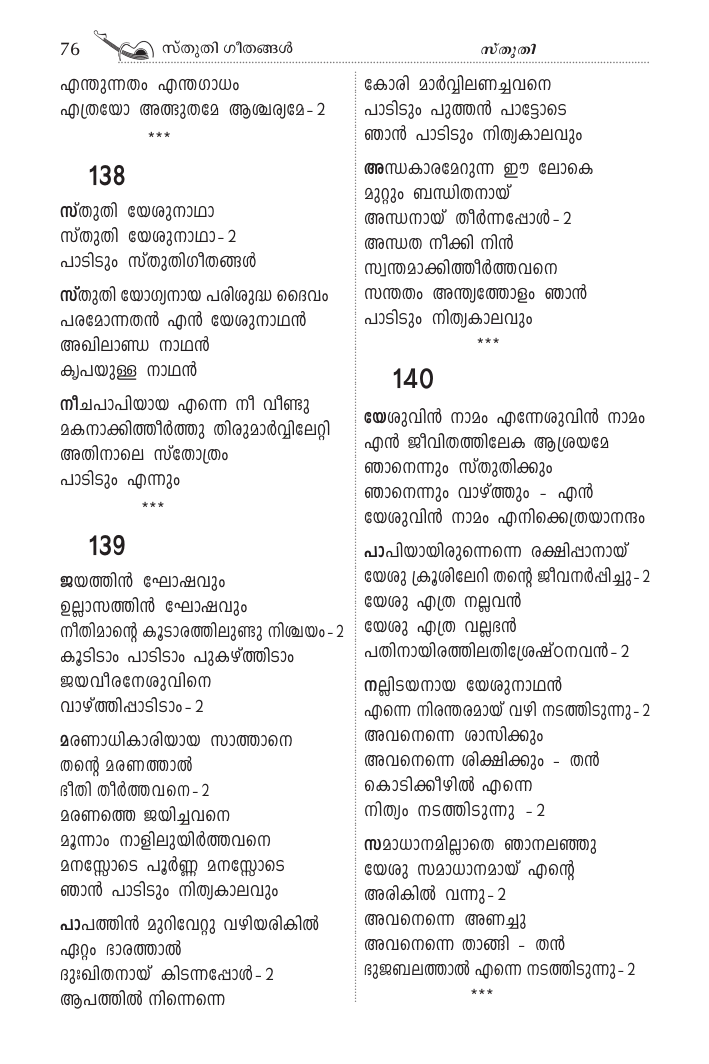 76 സ്തുതി ഗീതങ്ങൾ സ്തുതി
എന്തുന്നതം എന്തഗാധം
എത്രയോ അത്ഭുതമേ ആശ്ചര്യമേ-2
***
138
സ്തുതി യേശുനാഥാ
സ്തുതി യേശുനാഥാ-2
പാടിടും സ്തുതിഗീതങ്ങൾ
സ്തുതി യോഗ്യനായ പരിശുദ്ധ ദൈവം
പരമോന്നതൻ എൻ യേശുനാഥൻ
അഖിലാണ്ഡ നാഥൻ
കൃപയുള്ള നാഥൻ
നീചപാപിയായ എന്നെ നീ വീണ്ടു
മകനാക്കിത്തീർത്തു തിരുമാർവ്വിലേറ്റി
അതിനാലെ സ്തോത്രം
പാടിടും എന്നും
***
139
ജയത്തിൻ ഘോഷവും
ഉല്ലാസത്തിൻ ഘോഷവും
നീതിമാന്റെ കൂടാരത്തിലുണ്ടു നിശ്ചയം-2
കൂടിടാം പാടിടാം പുകഴ്ത്തിടാം
ജയവീരനേശുവിനെ
വാഴ്ത്തിപ്പാടിടാം-2
മരണാധികാരിയായ സാത്താനെ
തന്റെ മരണത്താൽ
ഭീതി തീർത്തവനെ-2
മരണത്തെ ജയിച്ചവനെ
മൂന്നാം നാളിലുയിർത്തവനെ
മനസ്സോടെ പൂർണ്ണ മനസ്സോടെ
ഞാൻ പാടിടും നിത്യകാലവും
പാപത്തിൻ മുറിവേറ്റു വഴിയരികിൽ
ഏറ്റം ഭാരത്താൽ
ദുഃഖിതനായ് കിടന്നപ്പോൾ-2
ആപത്തിൽ നിന്നെന്നെ
കോരി മാർവ്വിലണച്ചവനെ
പാടിടും പുത്തൻ പാട്ടോടെ
ഞാൻ പാടിടും നിത്യകാലവും
അന്ധകാരമേറുന്ന ഈ ലോകെ
മുറ്റും ബന്ധിതനായ്
അന്ധനായ് തീർന്നപ്പോൾ-2
അന്ധത നീക്കി നിൻ
സ്വന്തമാക്കിത്തീർത്തവനെ
സന്തതം അന്ത്യത്തോളം ഞാൻ
പാടിടും നിത്യകാലവും
***
140
യേശുവിൻ നാമം എന്നേശുവിൻ നാമം
എൻ ജീവിതത്തിലേക ആശ്രയമേ
ഞാനെന്നും സ്തുതിക്കും
ഞാനെന്നും വാഴ്ത്തും - എൻ
യേശുവിൻ നാമം എനിക്കെത്രയാനന്ദം
പാപിയായിരുന്നെന്നെ രക്ഷിപ്പാനായ്
യേശു ക്രൂശിലേറി തന്റെ ജീവനർപ്പിച്ചു-2
യേശു എത്ര നല്ലവൻ
യേശു എത്ര വല്ലഭൻ
പതിനായിരത്തിലതിശ്രേഷ്ഠനവൻ-2
നല്ലിടയനായ യേശുനാഥൻ
എന്നെ നിരന്തരമായ് വഴി നടത്തിടുന്നു-2
അവനെന്നെ ശാസിക്കും
അവനെന്നെ ശിക്ഷിക്കും - തൻ
കൊടിക്കീഴിൽ എന്നെ
നിത്യം നടത്തിടുന്നു -2
സമാധാനമില്ലാതെ ഞാനലഞ്ഞു
യേശു സമാധാനമായ് എന്റെ
അരികിൽ വന്നു-2
അവനെന്നെ അണച്ചു
അവനെന്നെ താങ്ങി - തൻ
ഭുജബലത്താൽ എന്നെ നടത്തിടുന്നു-2
***